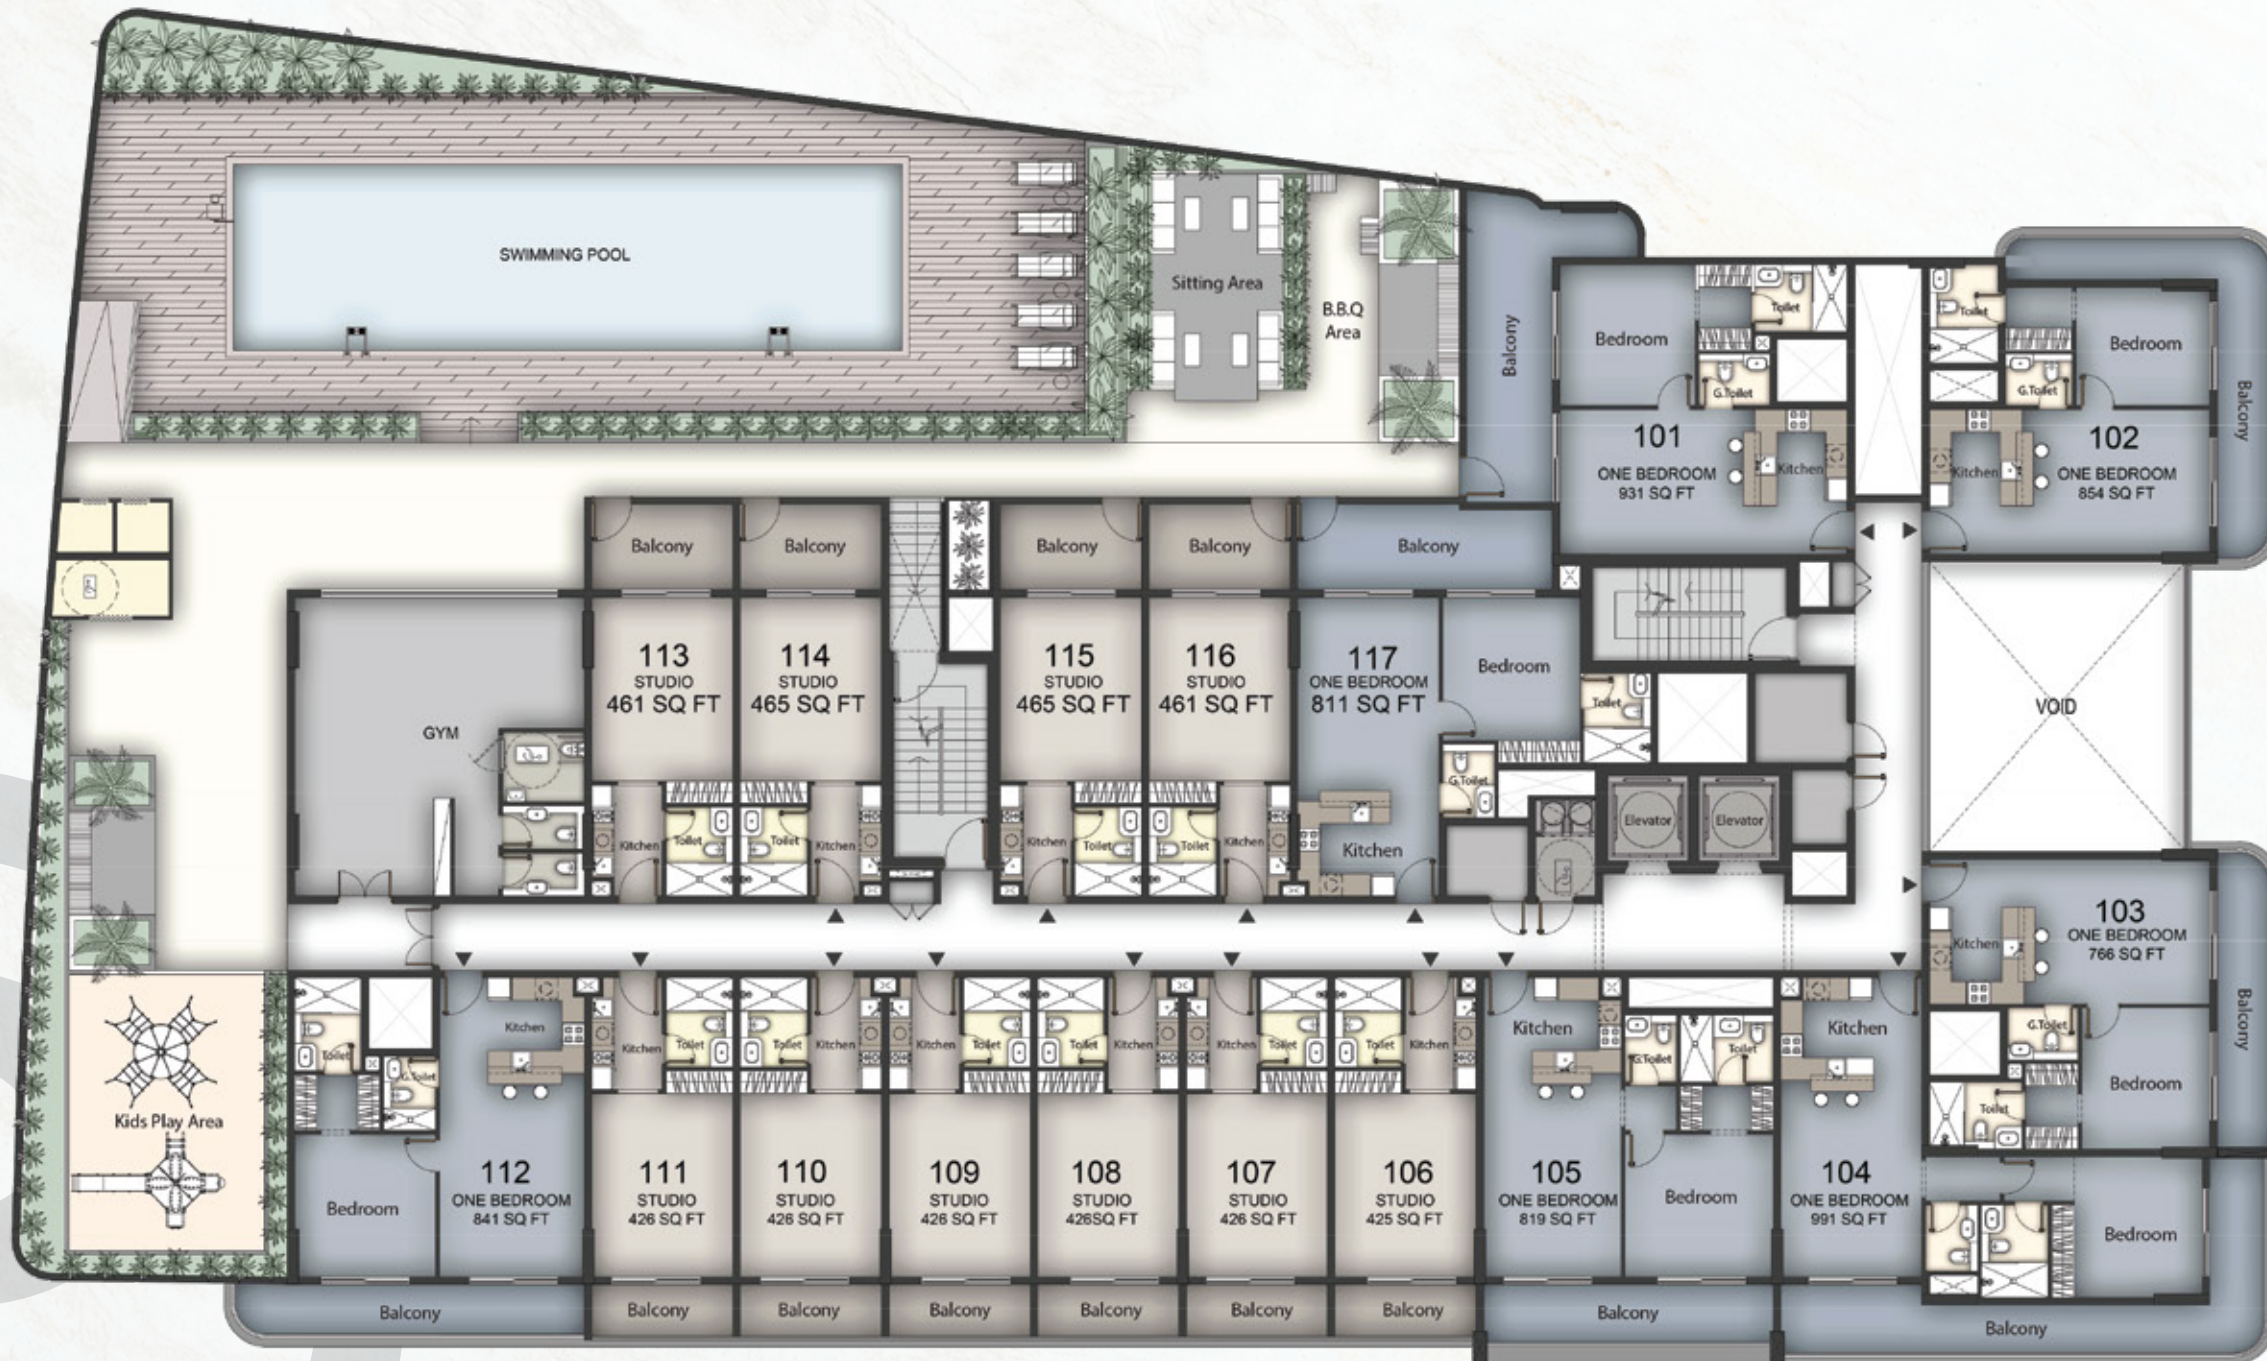 SWIMMING POOL
Sitting Area
B.B.Q
Area
Balcony
Bedroom
Toilet
G.Toilet
101
ONE BEDROOM
931 SQ FT
Kitchen
Toilet
Bedroom
G.Toilet
Balcony
102
ONE BEDROOM
854 SQ FT
Kitchen
Balcony
Balcony
Balcony
Balcony
Balcony
GYM
113
STUDIO
461 SQ FT
Kitchen
Toilet
114
STUDIO
465 SQ FT
Toilet
Kitchen
115
STUDIO
465 SQ FT
Kitchen
Toilet
116
STUDIO
461 SQ FT
Toilet
Kitchen
117
ONE BEDROOM
811 SQ FT
Bedroom
Toilet
G.Toilet
Kitchen
Elevator
Elevator
VOID
103
ONE BEDROOM
766 SQ FT
Kitchen
G.Toilet
Toilet
Bedroom
Balcony
Kids Play Area
Toilet
G.Toilet
Kitchen
Bedroom
112
ONE BEDROOM
841 SQ FT
Balcony
Kitchen
Toilet
111
STUDIO
426 SQ FT
Balcony
Toilet
Kitchen
110
STUDIO
426 SQ FT
Balcony
Kitchen
Toilet
109
STUDIO
426 SQ FT
Balcony
Toilet
Kitchen
108
STUDIO
426SQ FT
Balcony
Kitchen
Toilet
107
STUDIO
426 SQ FT
Balcony
Toilet
Kitchen
106
STUDIO
425 SQ FT
Balcony
Kitchen
G.Toilet
Toilet
105
ONE BEDROOM
819 SQ FT
Bedroom
Balcony
Kitchen
104
ONE BEDROOM
991 SQ FT
Bedroom
Balcony